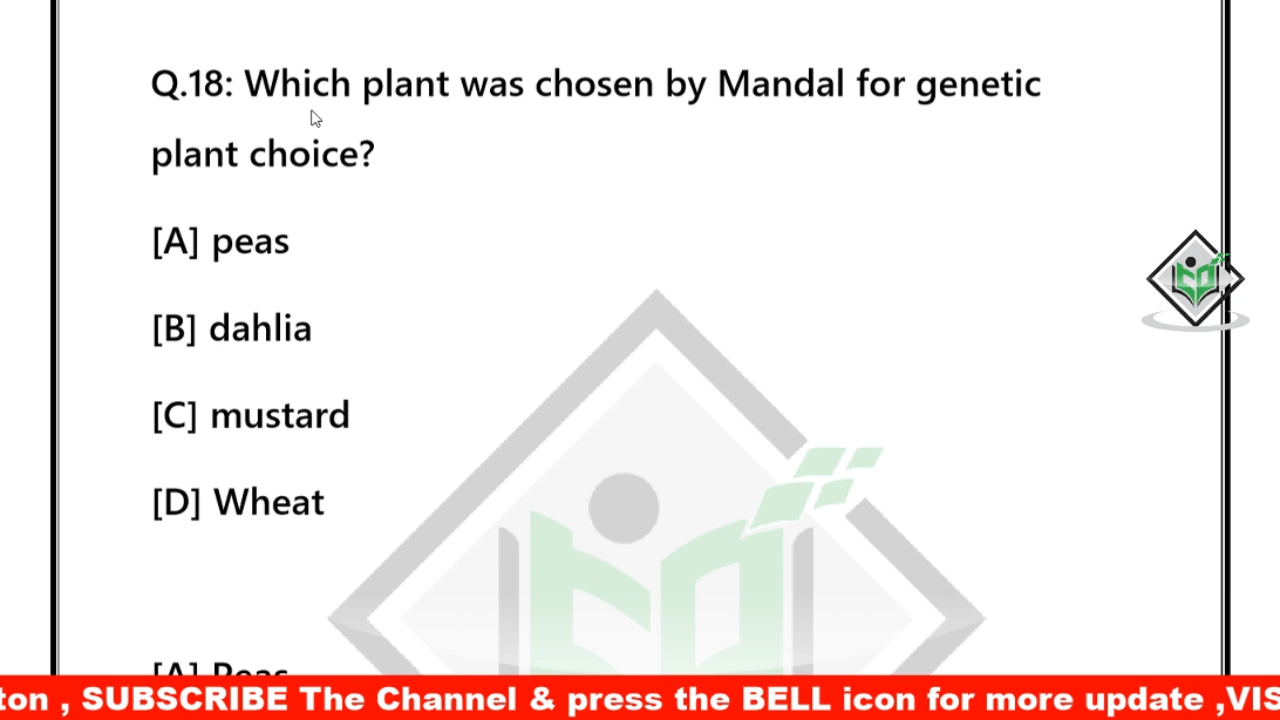 Q.18: Which plant was chosen by Mandal for genetic
plant choice?
[A] peas
[B] dahlia
[C] mustard
[D] Wheat
[A] Peas
ton , SUBSCRIBE The Channel & press the BELL icon for more update ,VIS